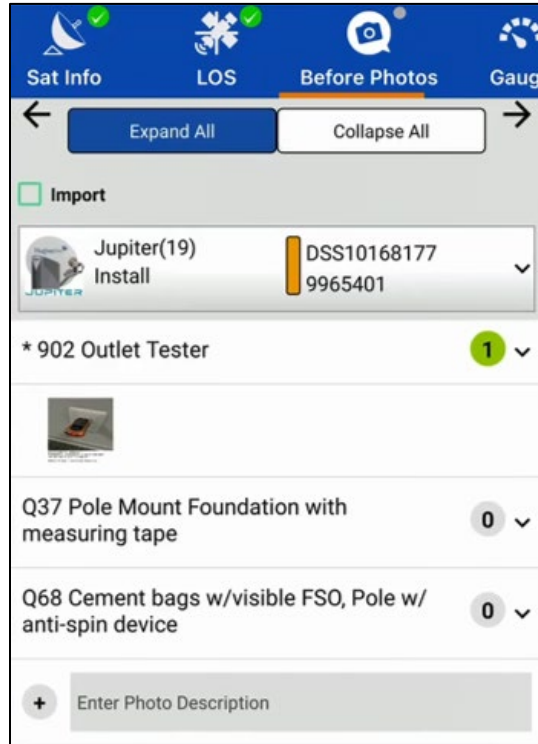 Sat Info
LOS
Before Photos
Gaug
Expand All
Collapse All
Import
Jupiter(19)
Install
JUPITER
DSS10168177
9965401
* 902 Outlet Tester
1
Q37 Pole Mount Foundation with
measuring tape
0
Q68 Cement bags w/visible FSO, Pole w/
anti-spin device
0
+
Enter Photo Description